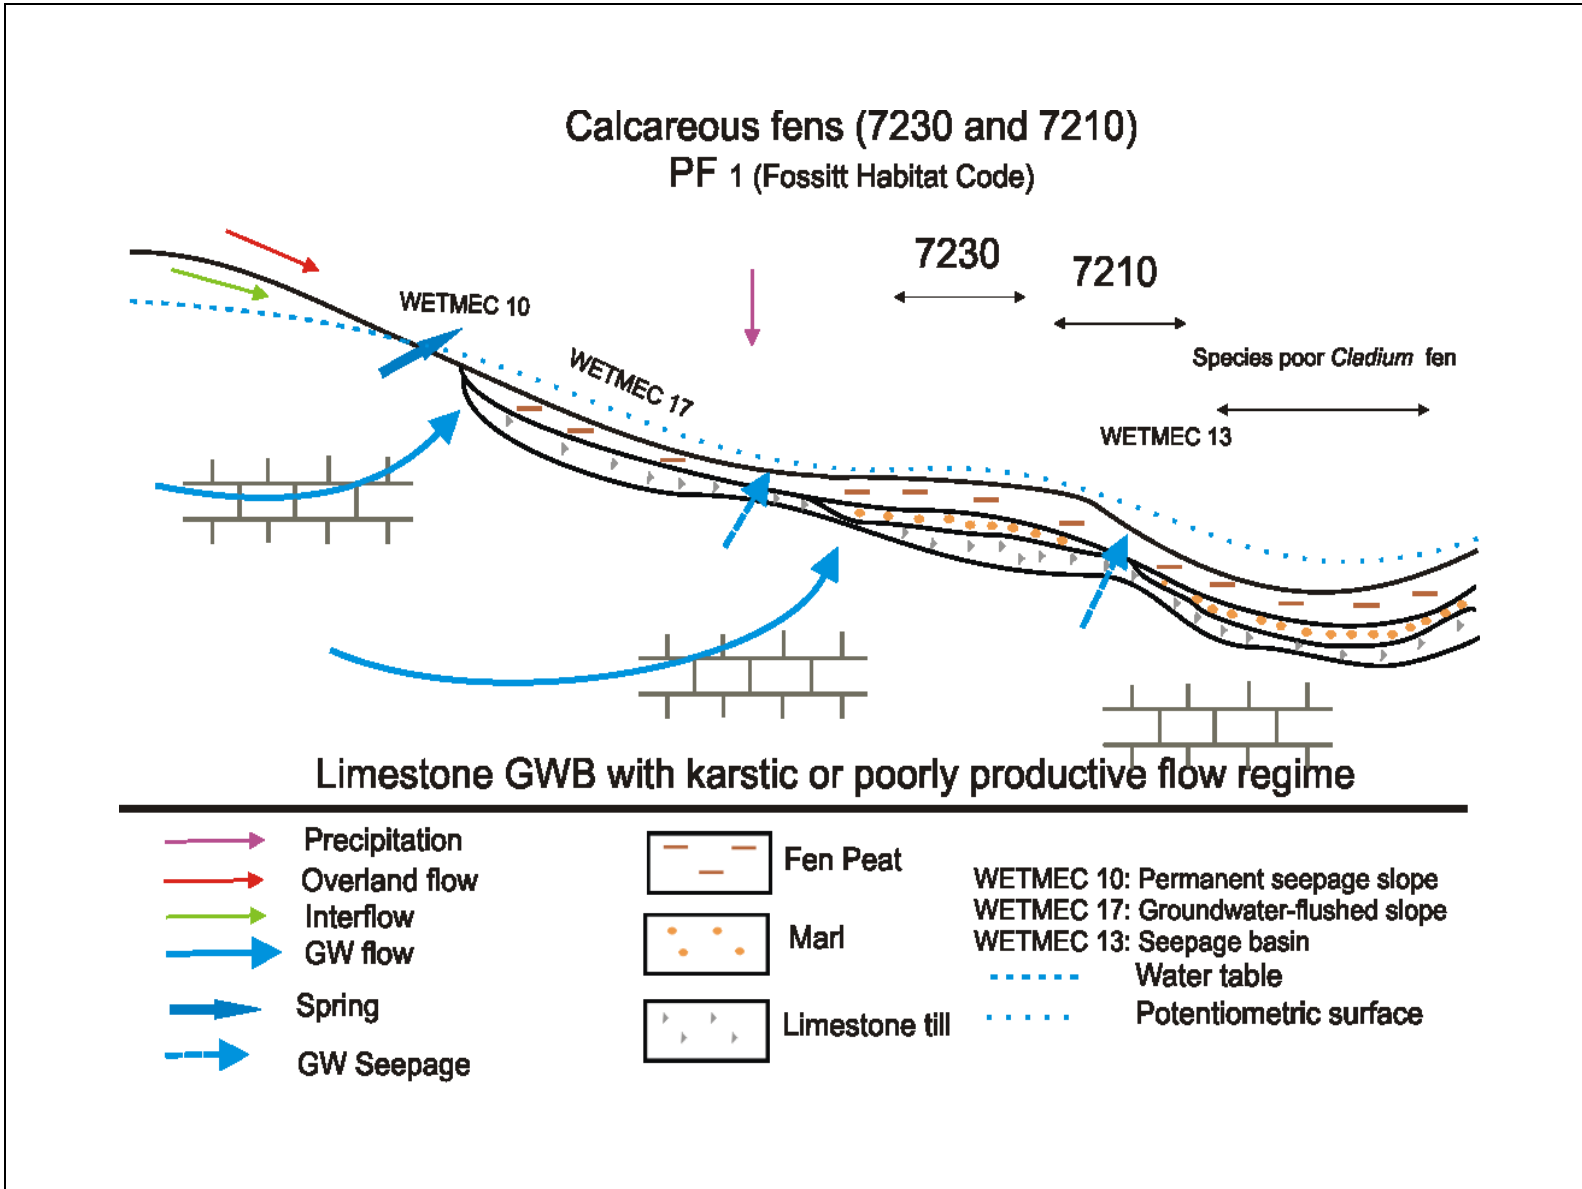 Calcareous fens (7230 and 7210)
PF 1 (Fossitt Habitat Code)
7230
7210
WETMEC 10
WETMEC 17
Species poor Cledium fen
WETMEC 13
Limestone GWB with karstic or poorly productive flow regime
Precipitation
Overland flow
Interflow
GW flow
Spring
GW Seepage
Fen Peat
Marl
Limestone till
WETMEC 10: Permanent seepage slope
WETMEC 17: Groundwater-flushed slope
WETMEC 13: Seepage basin
Water table
Potentiometric surface